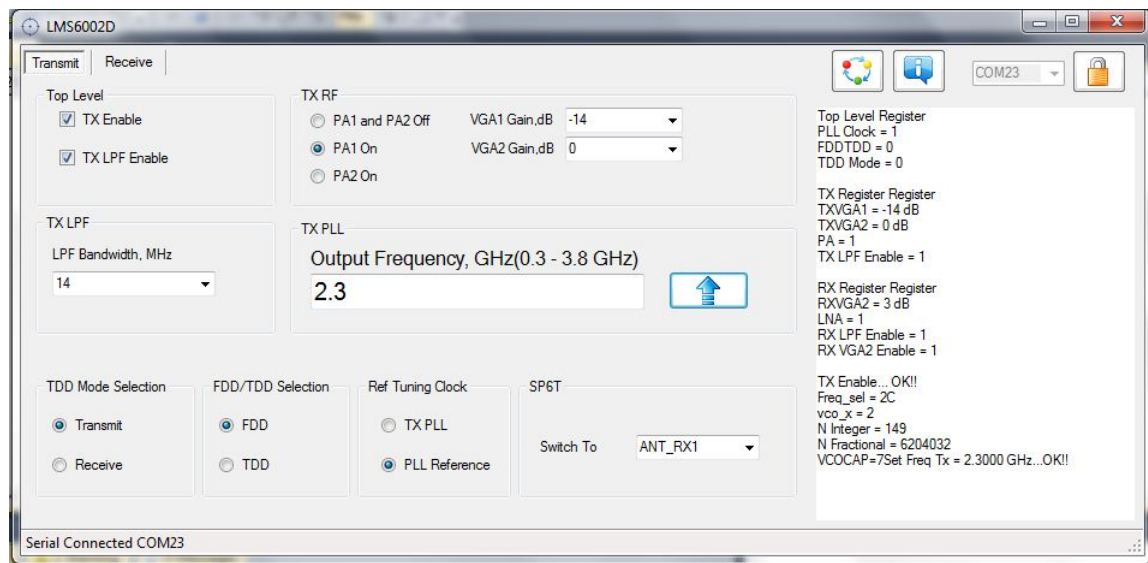 LMS6002D
Transmit
Receive
COM23
Top Level
TX Enable
TX LPF Enable
TX RF
PA1 and PA2 Off
PA1 On
PA2 On
VGA1 Gain,dB
-14
VGA2 Gain,dB
0
TX LPF
LPF Bandwidth, MHz
14
TX PLL
Output Frequency, GHz(0.3 - 3.8 GHz)
2.3
TDD Mode Selection
Transmit
Receive
FDD/TDD Selection
FDD
TDD
Ref Tuning Clock
TX PLL
PLL Reference
SP6T
Switch To
ANT_RX1
Top Level Register
PLL Clock = 1
FDDTDD = 0
TDD Mode = 0
TX Register Register
TXVGA1 = -14 dB
TXVGA2 = 0 dB
PA = 1
TX LPF Enable = 1
RX Register Register
RXVGA2 = 3 dB
LNA = 1
RX LPF Enable = 1
RX VGA2 Enable = 1
TX Enable... OK!!
Freq_sel = 2C
vco_x = 2
N Integer = 149
N Fractional = 6204032
VCOCAP=7Set Freq Tx = 2.3000 GHz...OK!!
Serial Connected COM23